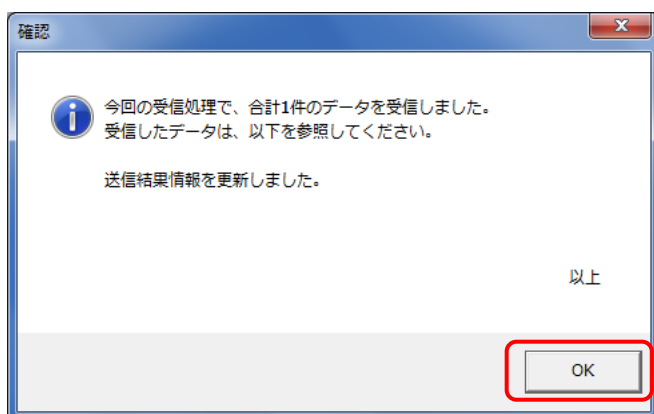 確認
今回の受信処理で、合計1件のデータを受信しました。
受信したデータは、以下を参照してください。
送信結果情報を更新しました。
以上
OK